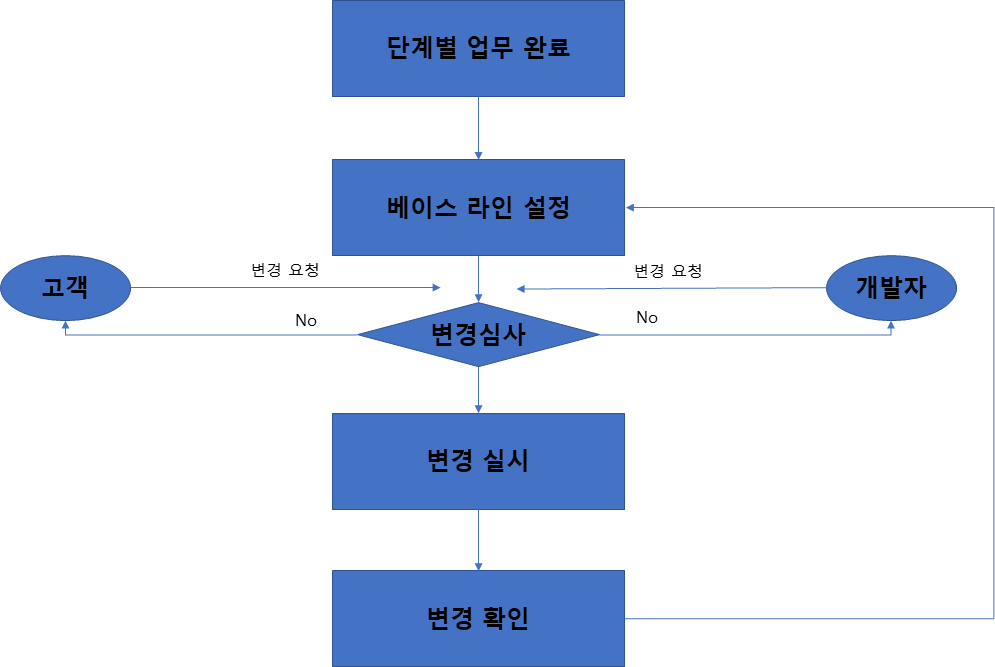 단계별 업무 완료
베이스 라인 설정
변경 요청
변경 요청
고객
개발자
No
No
변경심사
변경 실시
변경 확인